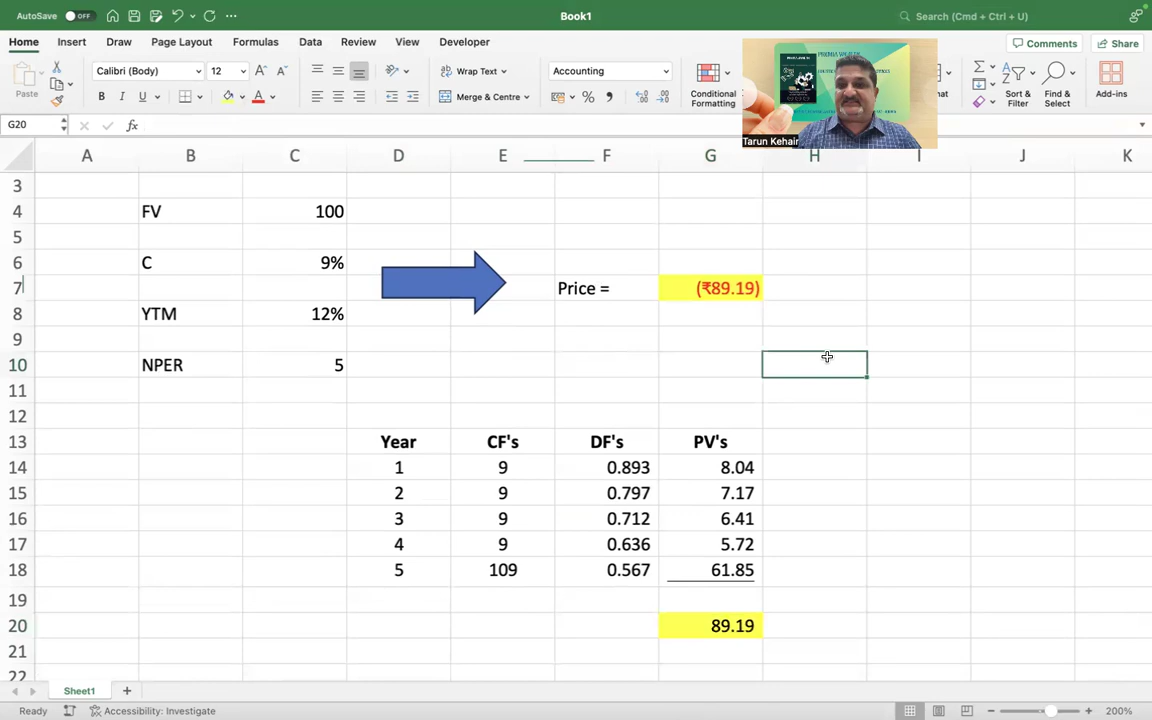 AutoSave OFF Book1 Search (Cmd + Ctrl + U)
Home Insert Draw Page Layout Formulas Data Review View Developer Comments Share
Paste Calibri (Body) 12 A A Wrap Text Accounting Conditional Formatting Sort & Filter Find & Select Add-ins
B I U A Merge & Centre % 9
Tarun Kehair
G20 fx
A B C D E F G H I J K
3
4 FV 100
5
6 C 9%
7 Price = (₹89.19)
8 YTM 12%
9
10 NPER 5
11
12
13 Year CF's DF's PV's
14 1 9 0.893 8.04
15 2 9 0.797 7.17
16 3 9 0.712 6.41
17 4 9 0.636 5.72
18 5 109 0.567 61.85
19
20 89.19
21
22
Sheet1
Ready Accessibility: Investigate 200%